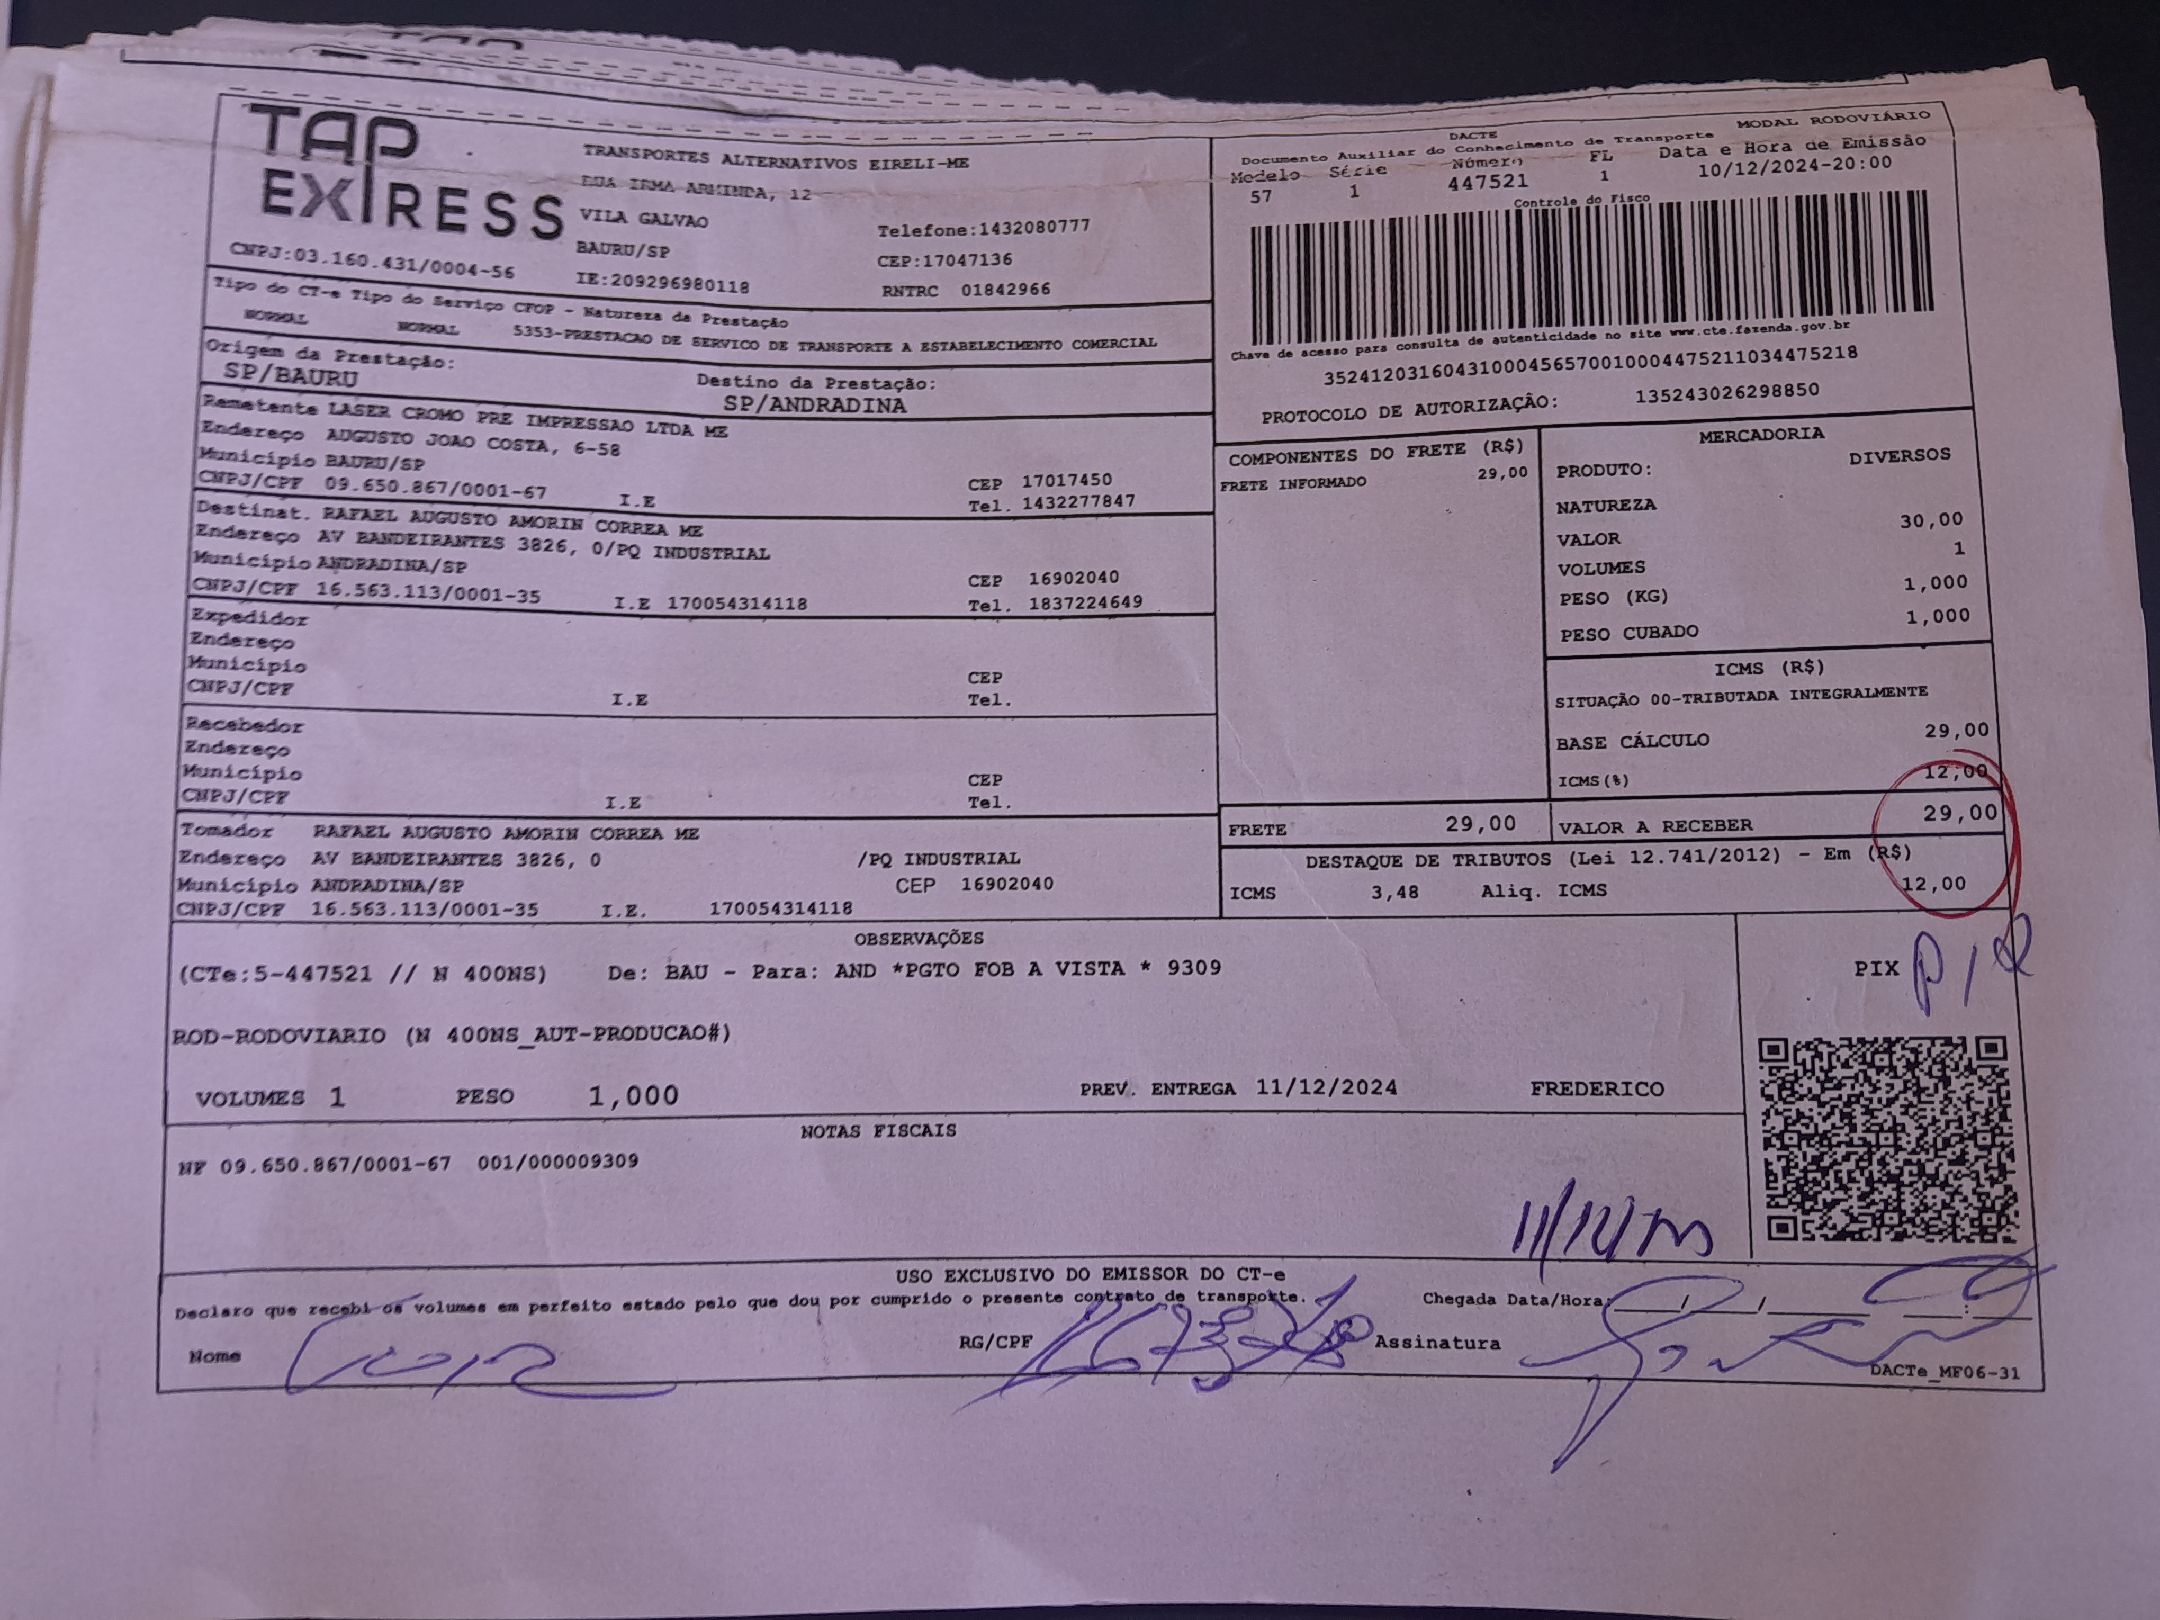 TAP
EXPRESS
TRANSPORTES ALTERNATIVOS EIRELI-ME
RUA IRMA ARMINDA, 12
VILA GALVAO
Telefone:1432080777
BAURU/SP
CEP:17047136
CNPJ:03.160.431/0004-56
IE:209296980118
RNTRC 01842966
Tipo do CT-e Tipo do Serviço CFOP - Natureza da Prestação
NORMAL NORMAL 5353-PRESTACAO DE SERVICO DE TRANSPORTE A ESTABELECIMENTO COMERCIAL
Origem da Prestação:
SP/BAURU
Destino da Prestação:
SP/ANDRADINA
DACTE
MODAL RODOVIÁRIO
Documento Auxiliar do Conhecimento de Transporte
Modelo Série Número FL Data e Hora de Emissão
57 1 447521 1 10/12/2024-20:00
Controle do Fisco
Chave de acesso para consulta de autenticidade no site www.cte.fazenda.gov.br
35241203160431000456570010004475211034475218
PROTOCOLO DE AUTORIZAÇÃO: 135243026298850
Remetente LASER CROMO PRE IMPRESSAO LTDA ME
Endereço AUGUSTO JOAO COSTA, 6-58
Município BAURU/SP
CEP 17017450
CNPJ/CPF 09.650.867/0001-67 I.E
Tel. 1432277847
Destinat. RAFAEL AUGUSTO AMORIN CORREA ME
Endereço AV BANDEIRANTES 3826, 0/PQ INDUSTRIAL
Município ANDRADINA/SP
CEP 16902040
CNPJ/CPF 16.563.113/0001-35 I.E 170054314118
Tel. 1837224649
Expedidor
Endereço
Município
CEP
CNPJ/CPF I.E
Tel.
Recebedor
Endereço
Município
CEP
CNPJ/CPF I.E
Tel.
Tomador RAFAEL AUGUSTO AMORIN CORREA ME
Endereço AV BANDEIRANTES 3826, 0 /PQ INDUSTRIAL
Município ANDRADINA/SP CEP 16902040
CNPJ/CPF 16.563.113/0001-35 I.E. 170054314118
COMPONENTES DO FRETE (R$)
FRETE INFORMADO 29,00
MERCADORIA
PRODUTO: DIVERSOS
NATUREZA
VALOR 30,00
VOLUMES 1
PESO (KG) 1,000
PESO CUBADO 1,000
ICMS (R$)
SITUAÇÃO 00-TRIBUTADA INTEGRALMENTE
BASE CÁLCULO 29,00
ICMS(%) 12,00
FRETE 29,00
VALOR A RECEBER 29,00
DESTAQUE DE TRIBUTOS (Lei 12.741/2012) - Em (R$)
ICMS 3,48 Aliq. ICMS 12,00
OBSERVAÇÕES
(CTe:5-447521 // N 400NS) De: BAU - Para: AND *PGTO FOB A VISTA * 9309
ROD-RODOVIARIO (N 400NS_AUT-PRODUCAO#)
VOLUMES 1 PESO 1,000 PREV. ENTREGA 11/12/2024 FREDERICO
PIX
NOTAS FISCAIS
NF 09.650.867/0001-67 001/000009309
USO EXCLUSIVO DO EMISSOR DO CT-e
Declaro que recebi os volumes em perfeito estado pelo que dou por cumprido o presente contrato de transporte.
Chegada Data/Hora: ___/___/___ ___:___
Nome
RG/CPF
Assinatura
DACTe_MF06-31